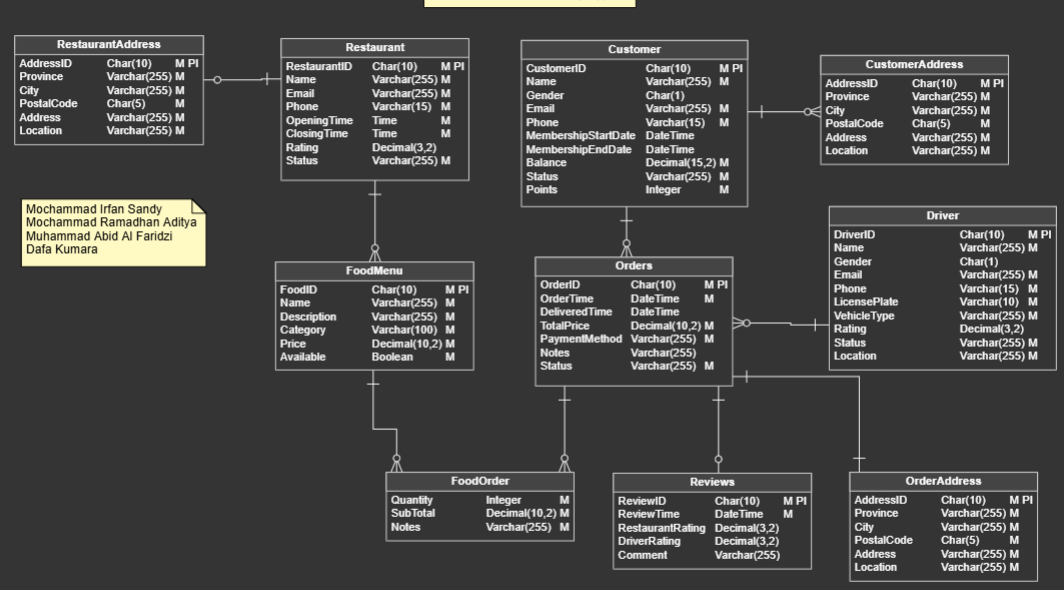 RestaurantAddress
AddressID Char(10) M PI
Province Varchar(255) M
City Varchar(255) M
PostalCode Char(5) M
Address Varchar(255) M
Location Varchar(255) M
Restaurant
RestaurantID Char(10) M PI
Name Varchar(255) M
Email Varchar(255) M
Phone Varchar(15) M
OpeningTime Time M
ClosingTime Time M
Rating Decimal(3,2)
Status Varchar(255) M
Customer
CustomerID Char(10) M PI
Name Varchar(255) M
Gender Char(1)
Email Varchar(255) M
Phone Varchar(15) M
MembershipStartDate DateTime
MembershipEndDate DateTime
Balance Decimal(15,2) M
Status Varchar(255) M
Points Integer M
CustomerAddress
AddressID Char(10) M PI
Province Varchar(255) M
City Varchar(255) M
PostalCode Char(5) M
Address Varchar(255) M
Location Varchar(255) M
Mochammad Irfan Sandy
Mochammad Ramadhan Aditya
Muhammad Abid Al Faridzi
Dafa Kumara
FoodMenu
FoodID Char(10) M PI
Name Varchar(255) M
Description Varchar(255) M
Category Varchar(100) M
Price Decimal(10,2) M
Available Boolean M
Orders
OrderID Char(10) M PI
OrderTime DateTime M
DeliveredTime DateTime
TotalPrice Decimal(10,2) M
PaymentMethod Varchar(255) M
Notes Varchar(255)
Status Varchar(255) M
Driver
DriverID Char(10) M PI
Name Varchar(255) M
Gender Char(1)
Email Varchar(255) M
Phone Varchar(15) M
LicensePlate Varchar(10) M
VehicleType Varchar(255) M
Rating Decimal(3,2)
Status Varchar(255) M
Location Varchar(255) M
FoodOrder
Quantity Integer M
SubTotal Decimal(10,2) M
Notes Varchar(255) M
Reviews
ReviewID Char(10) M PI
ReviewTime DateTime M
RestaurantRating Decimal(3,2)
DriverRating Decimal(3,2)
Comment Varchar(255)
OrderAddress
AddressID Char(10) M PI
Province Varchar(255) M
City Varchar(255) M
PostalCode Char(5) M
Address Varchar(255) M
Location Varchar(255) M